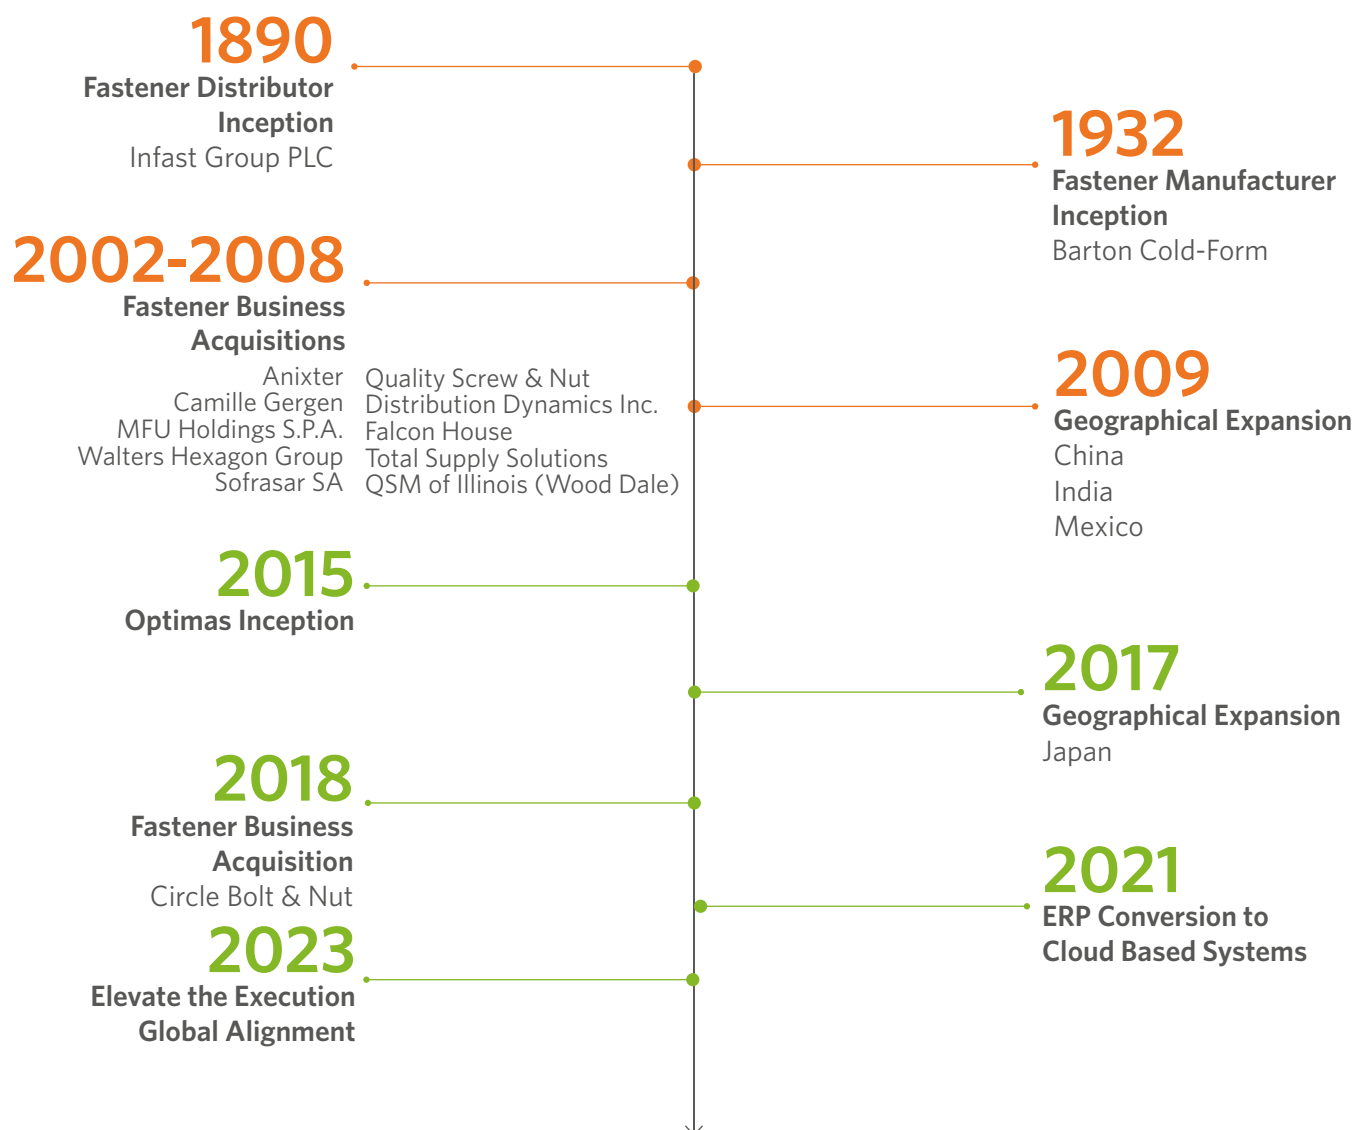 1890
Fastener Distributor
Inception
Infast Group PLC
1932
Fastener Manufacturer
Inception
Barton Cold-Form
2002-2008
Fastener Business
Acquisitions
Anixter
Camille Gergen
MFU Holdings S.P.A.
Walters Hexagon Group
Sofrasar SA
Quality Screw & Nut
Distribution Dynamics Inc.
Falcon House
Total Supply Solutions
QSM of Illinois (Wood Dale)
2009
Geographical Expansion
China
India
Mexico
2015
Optimas Inception
2017
Geographical Expansion
Japan
2018
Fastener Business
Acquisition
Circle Bolt & Nut
2021
ERP Conversion to
Cloud Based Systems
2023
Elevate the Execution
Global Alignment